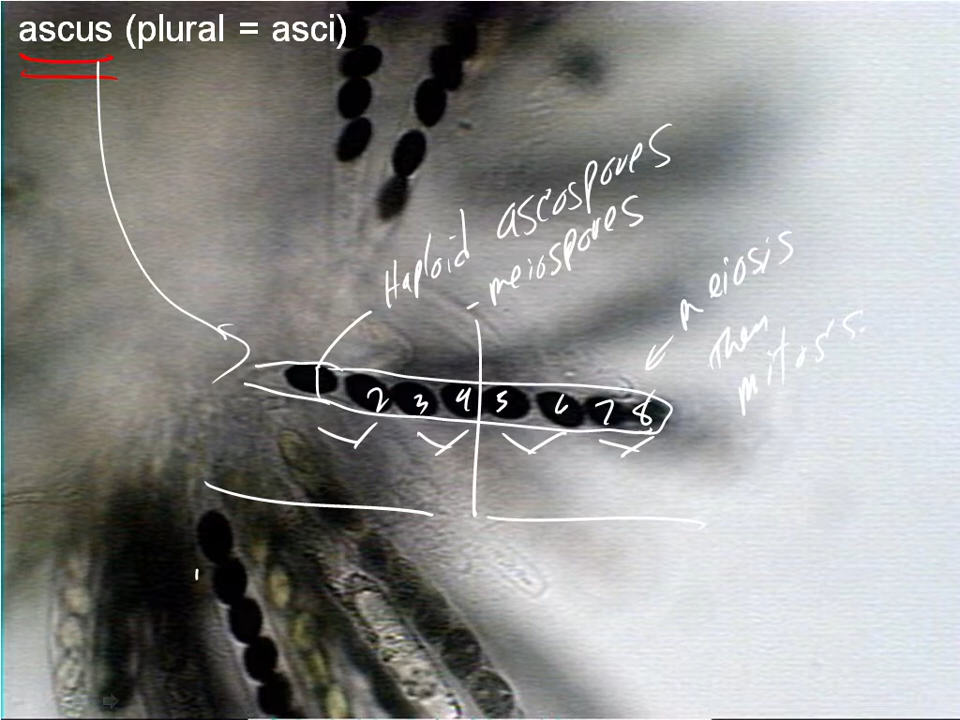 ascus (plural = asci)
Haploid ascospores
- meiospores
meiosis
then
mitosis
2 3 4 5 6 7 8